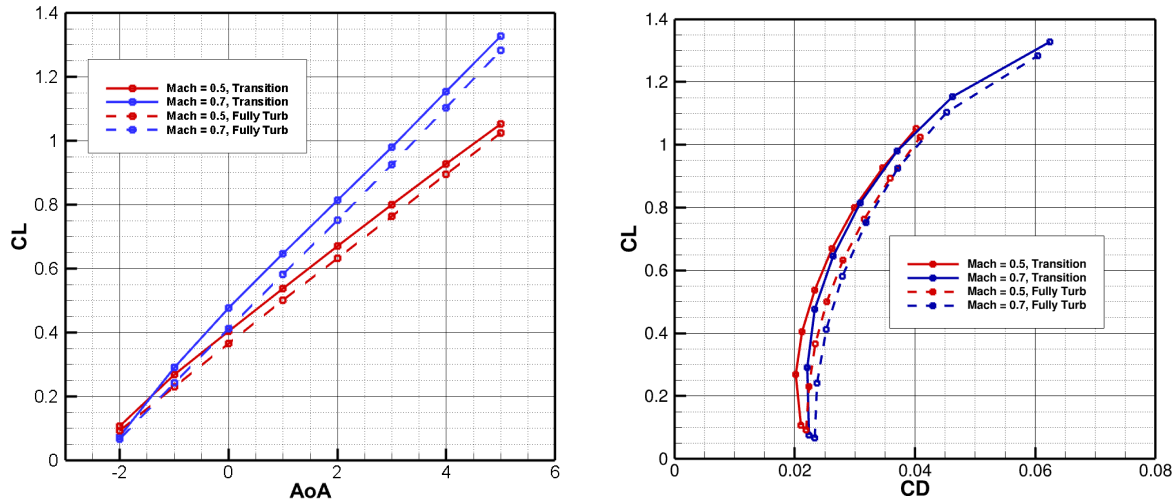 1.4
1.2
1
0.8
0.6
0.4
0.2
0
CL
Mach = 0.5, Transition
Mach = 0.7, Transition
Mach = 0.5, Fully Turb
Mach = 0.7, Fully Turb
-2 0 2 4 6
AoA
1.4
1.2
1
0.8
0.6
0.4
0.2
0
CL
Mach = 0.5, Transition
Mach = 0.7, Transition
Mach = 0.5, Fully Turb
Mach = 0.7, Fully Turb
0 0.02 0.04 0.06 0.08
CD